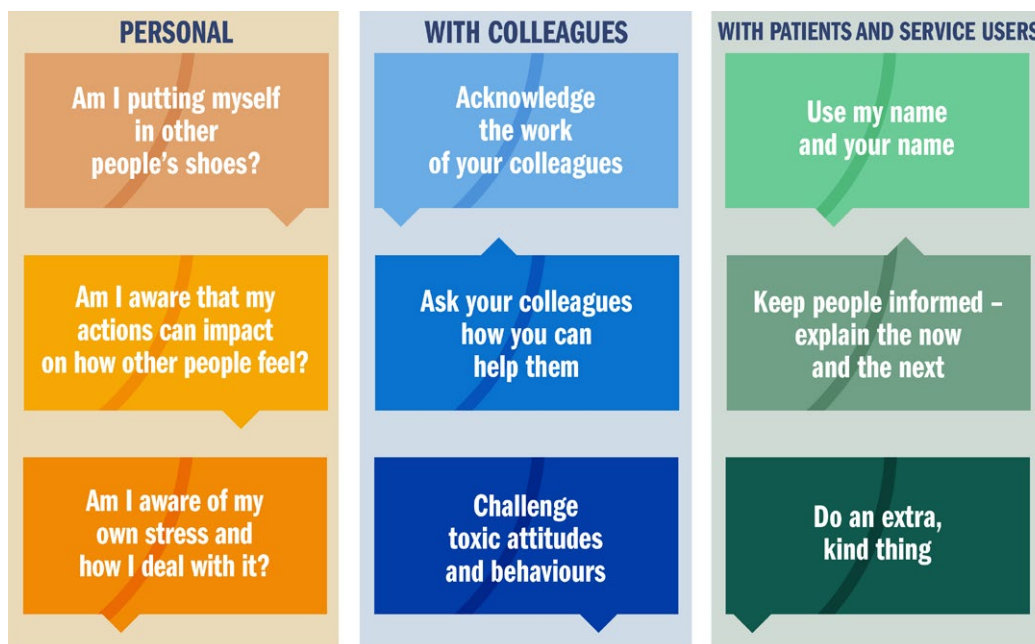 PERSONAL
Am I putting myself
in other
people's shoes?
Am I aware that my
actions can impact
on how other people feel?
Am I aware of my
own stress and
how I deal with it?
WITH COLLEAGUES
Acknowledge
the work
of your colleagues
Ask your colleagues
how you can
help them
Challenge
toxic attitudes
and behaviours
WITH PATIENTS AND SERVICE USERS
Use my name
and your name
Keep people informed –
explain the now
and the next
Do an extra,
kind thing